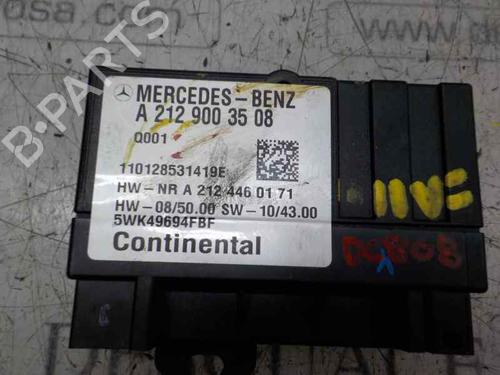 MERCEDES-BENZ
A 212 900 35 08
Q001
110128531419E
HW-NR A 212 446 01 71
HW-08/50.00 SW-10/43.00
5WK49694FBF
Continental
B-PARTS